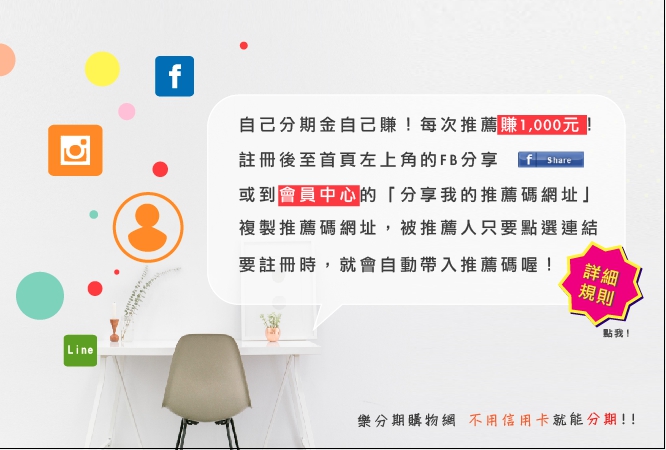 自己分期金自己賺！每次推薦賺1,000元！
註冊後至首頁左上角的FB分享 f Share
或到會員中心的「分享我的推薦碼網址」
複製推薦碼網址，被推薦人只要點選連結
要註冊時，就會自動帶入推薦碼喔！
詳細
規則
點我！
Line
樂分期購物網 不用信用卡就能分期!!